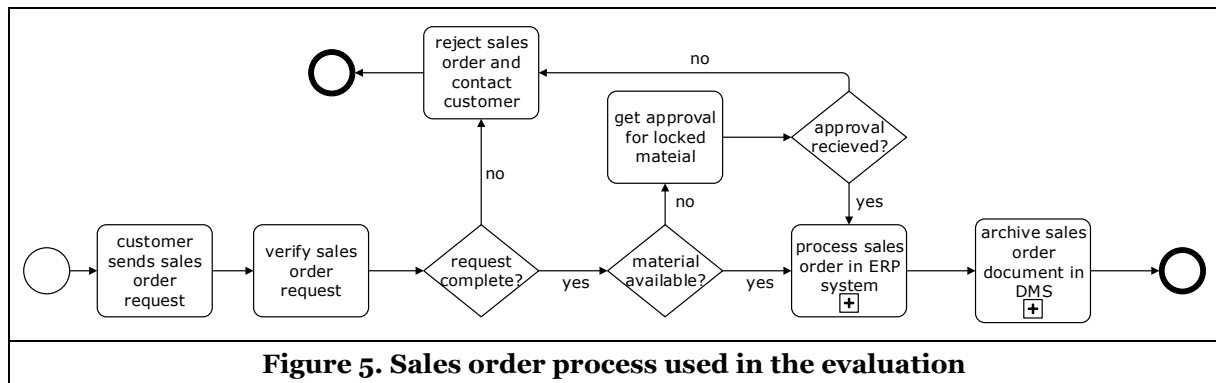 reject sales
order and
contact
customer
no
get approval
for locked
mateial
approval
recieved?
no
no
yes
customer
sends sales
order
request
verify sales
order
request
request
complete?
yes
material
available?
yes
process sales
order in ERP
system
archive sales
order
document in
DMS
Figure 5. Sales order process used in the evaluation